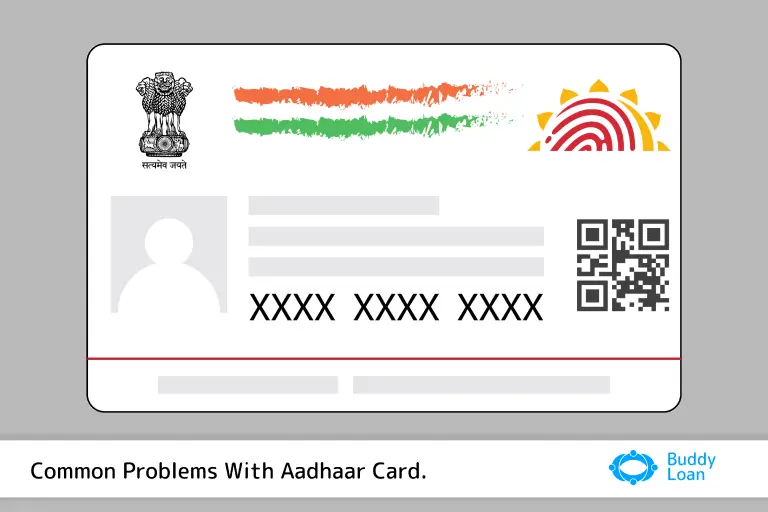 सत्यमेव जयते
XXXX XXXX XXXX
Common Problems With Aadhaar Card.
Buddy
Loan